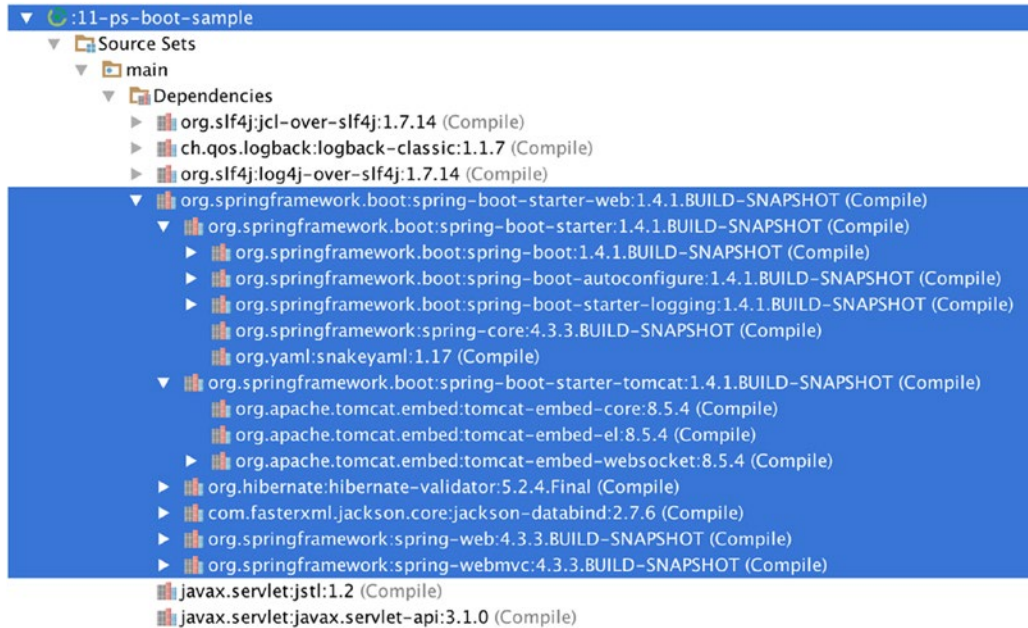 :11-ps-boot-sample
Source Sets
main
Dependencies
org.slf4j:jcl-over-slf4j:1.7.14 (Compile)
ch.qos.logback:logback-classic:1.1.7 (Compile)
org.slf4j:log4j-over-slf4j:1.7.14 (Compile)
org.springframework.boot:spring-boot-starter-web:1.4.1.BUILD-SNAPSHOT (Compile)
org.springframework.boot:spring-boot-starter:1.4.1.BUILD-SNAPSHOT (Compile)
org.springframework.boot:spring-boot:1.4.1.BUILD-SNAPSHOT (Compile)
org.springframework.boot:spring-boot-autoconfigure:1.4.1.BUILD-SNAPSHOT (Compile)
org.springframework.boot:spring-boot-starter-logging:1.4.1.BUILD-SNAPSHOT (Compile)
org.springframework:spring-core:4.3.3.BUILD-SNAPSHOT (Compile)
org.yaml:snakeyaml:1.17 (Compile)
org.springframework.boot:spring-boot-starter-tomcat:1.4.1.BUILD-SNAPSHOT (Compile)
org.apache.tomcat.embed:tomcat-embed-core:8.5.4 (Compile)
org.apache.tomcat.embed:tomcat-embed-el:8.5.4 (Compile)
org.apache.tomcat.embed:tomcat-embed-websocket:8.5.4 (Compile)
org.hibernate:hibernate-validator:5.2.4.Final (Compile)
com.fasterxml.jackson.core:jackson-databind:2.7.6 (Compile)
org.springframework:spring-web:4.3.3.BUILD-SNAPSHOT (Compile)
org.springframework:spring-webmvc:4.3.3.BUILD-SNAPSHOT (Compile)
javax.servlet:jstl:1.2 (Compile)
javax.servlet:javax.servlet-api:3.1.0 (Compile)